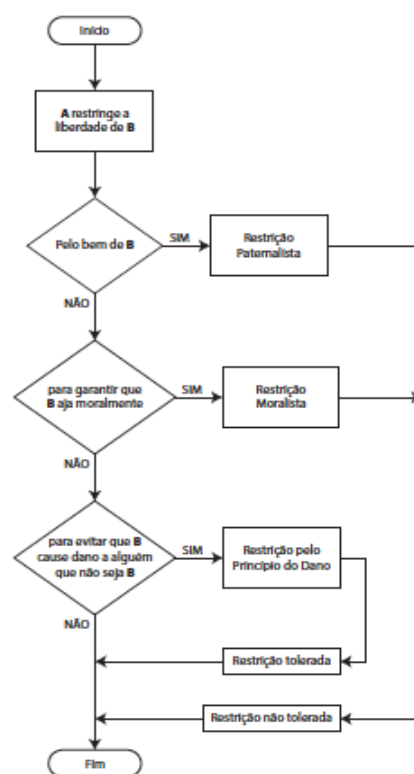 Início
A restringe a
liberdade de B
Pelo bem de B
SIM
Restrição
Paternalista
NÃO
para garantir que
B aja moralmente
SIM
Restrição
Moralista
NÃO
para evitar que B
cause dano a alguém
que não seja B
SIM
Restrição pelo
Princípio do Dano
NÃO
Restrição tolerada
Restrição não tolerada
Fim